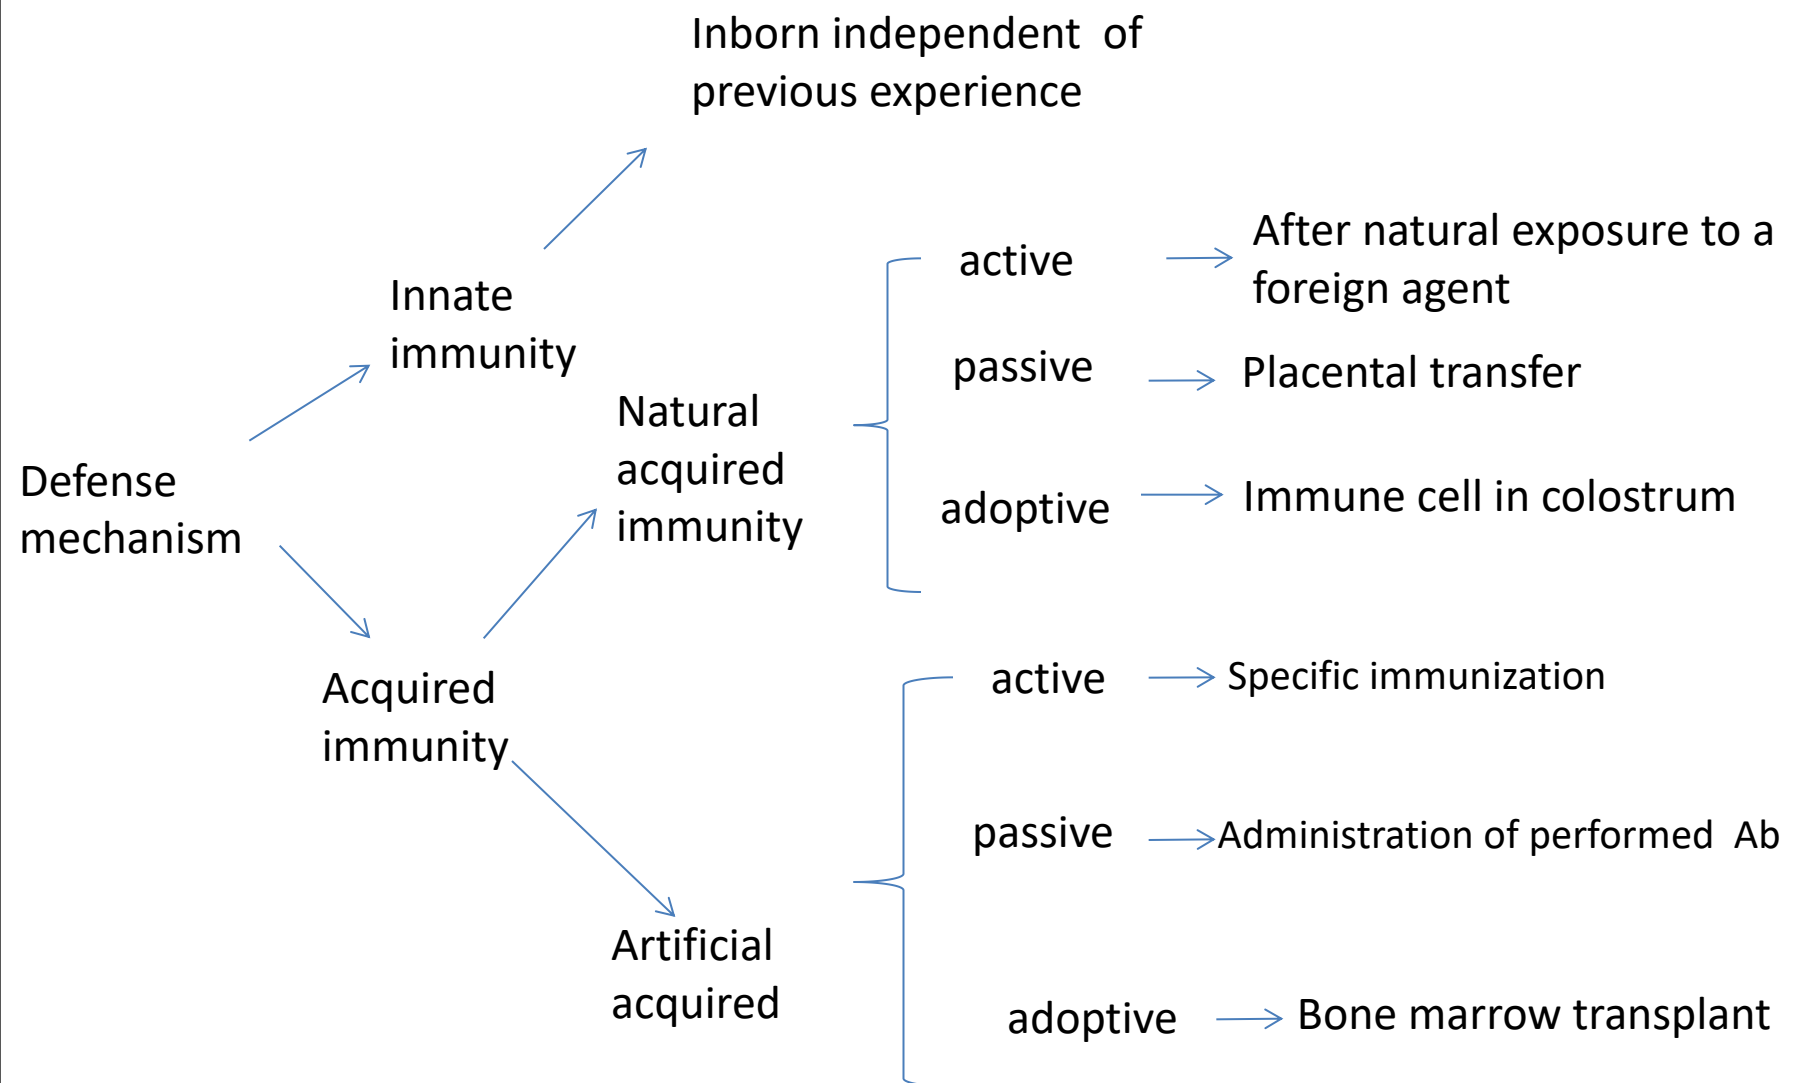 Inborn independent  of
previous experience
Innate
immunity
Defense
mechanism
Natural
acquired
immunity
active
After natural exposure to a
foreign agent
passive
Placental transfer
adoptive
Immune cell in colostrum
Acquired
immunity
Artificial
acquired
active
Specific immunization
passive
Administration of performed  Ab
adoptive
Bone marrow transplant